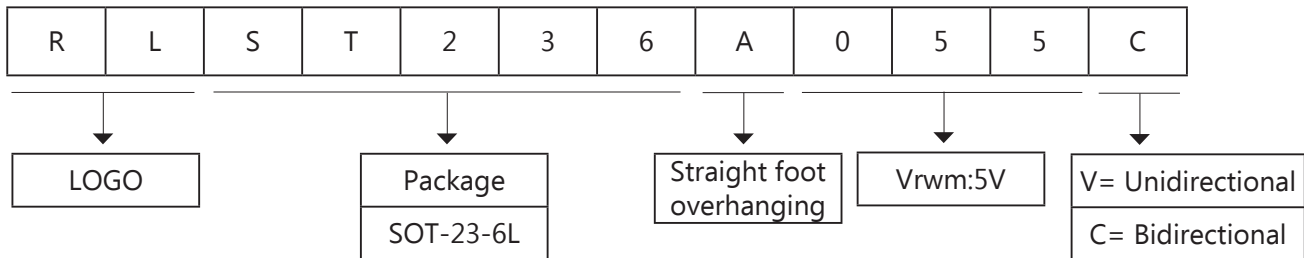 R L S T 2 3 6 A 0 5 5 C
LOGO
Package
SOT-23-6L
Straight foot
overhanging
Vrwm:5V
V= Unidirectional
C= Bidirectional